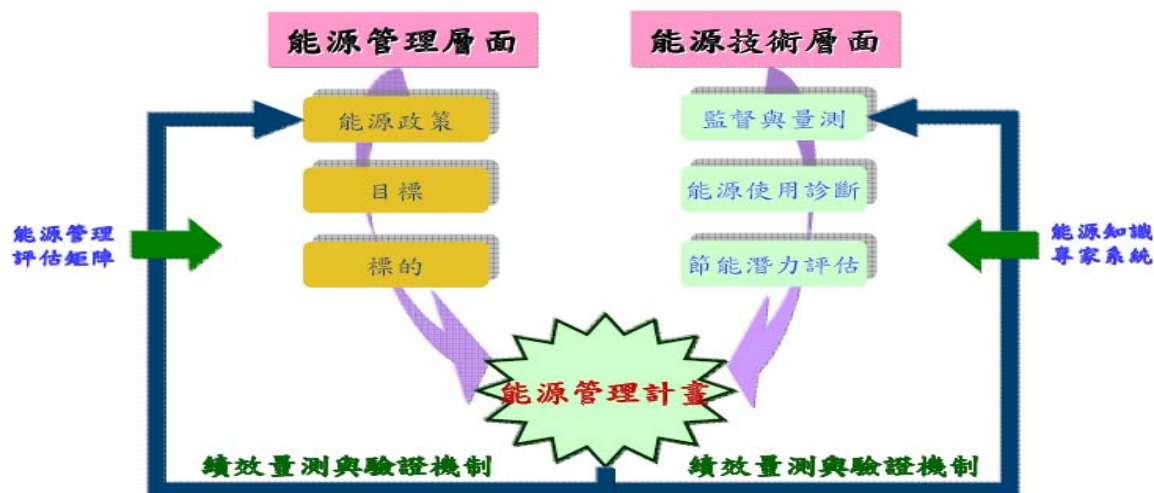 能源管理層面
能源技術層面
能源政策
監督與量測
目標
能源使用診斷
能源管理
評估矩陣
能源知識
專家系統
標的
節能潛力評估
能源管理計畫
績效量測與驗證機制
績效量測與驗證機制